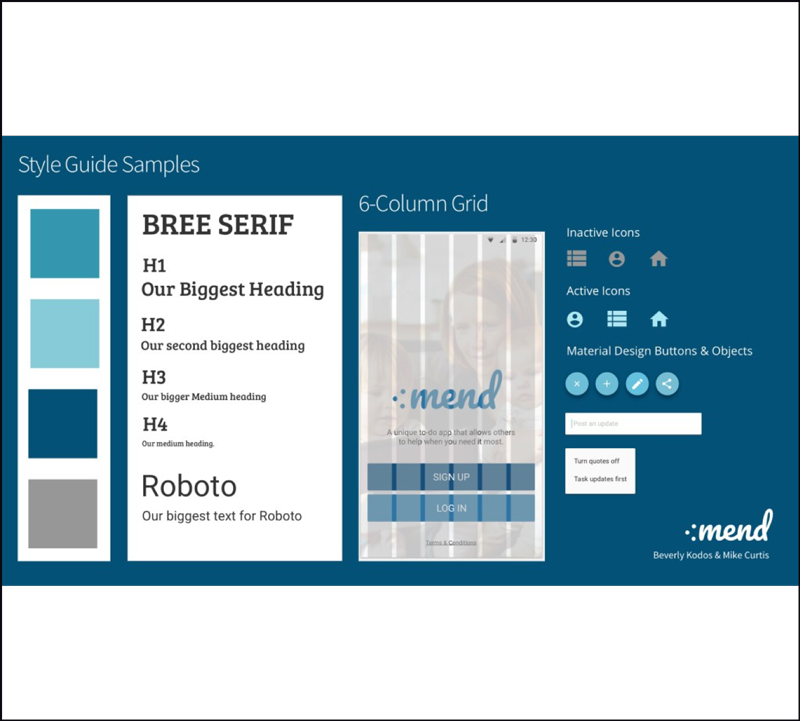 Style Guide Samples
BREE SERIF
H1
Our Biggest Heading
H2
Our second biggest heading
H3
Our bigger Medium heading
H4
Our medium heading.
Roboto
Our biggest text for Roboto
6-Column Grid
12:30
:mend
A unique to-do app that allows others
to help when you need it most.
SIGN UP
LOG IN
Terms & Conditions
Inactive Icons
Active Icons
Material Design Buttons & Objects
Post an update
Turn quotes off
Task updates first
:mend
Beverly Kodos & Mike Curtis